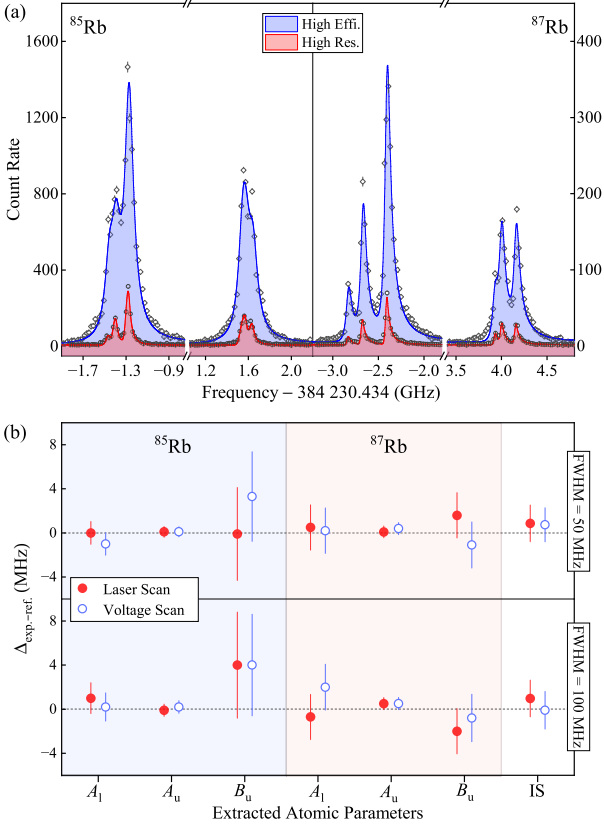 (a)
⁸⁵Rb
⁸⁷Rb
High Effi.
High Res.
Count Rate
1600
1200
800
400
0
400
300
200
100
0
−1.7 −1.3 −0.9 1.2 1.6 2.0 −3.0 −2.5 −2.0 3.5 4.0 4.5
Frequency − 384 230.434 (GHz)
(b)
⁸⁵Rb
⁸⁷Rb
FWHM = 50 MHz
8
4
0
−4
Laser Scan
Voltage Scan
Δexp.−ref. (MHz)
FWHM = 100 MHz
8
4
0
−4
Al Au Bu Al Au Bu IS
Extracted Atomic Parameters